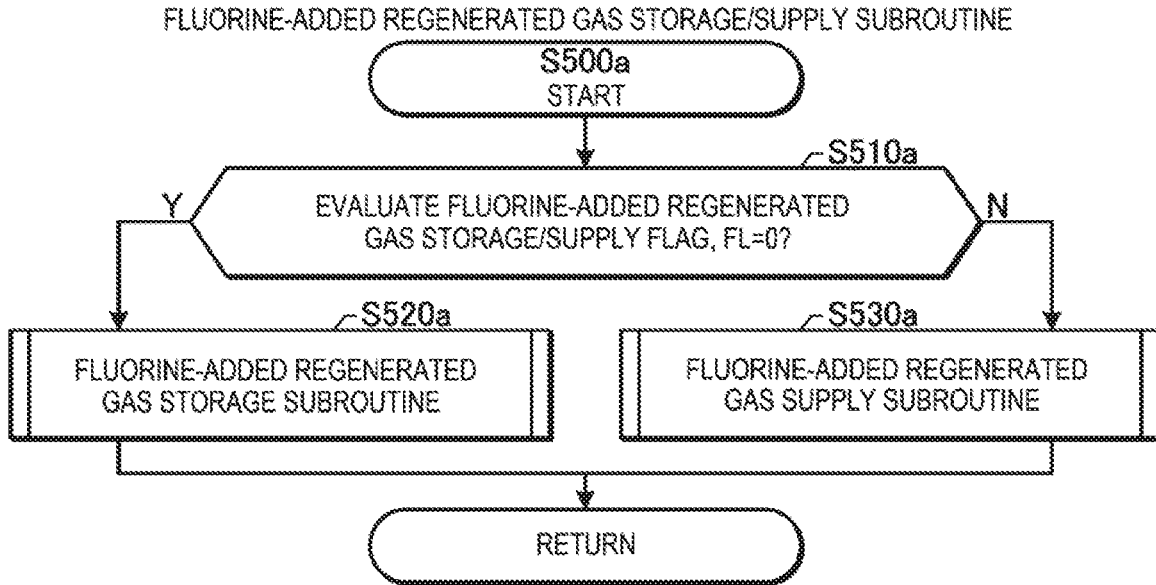 FLUORINE-ADDED REGENERATED GAS STORAGE/SUPPLY SUBROUTINE
S500a
START
S510a
Y
EVALUATE FLUORINE-ADDED REGENERATED
N
GAS STORAGE/SUPPLY FLAG, FL=0?
S520a
S530a
FLUORINE-ADDED REGENERATED
GAS STORAGE SUBROUTINE
FLUORINE-ADDED REGENERATED
GAS SUPPLY SUBROUTINE
RETURN